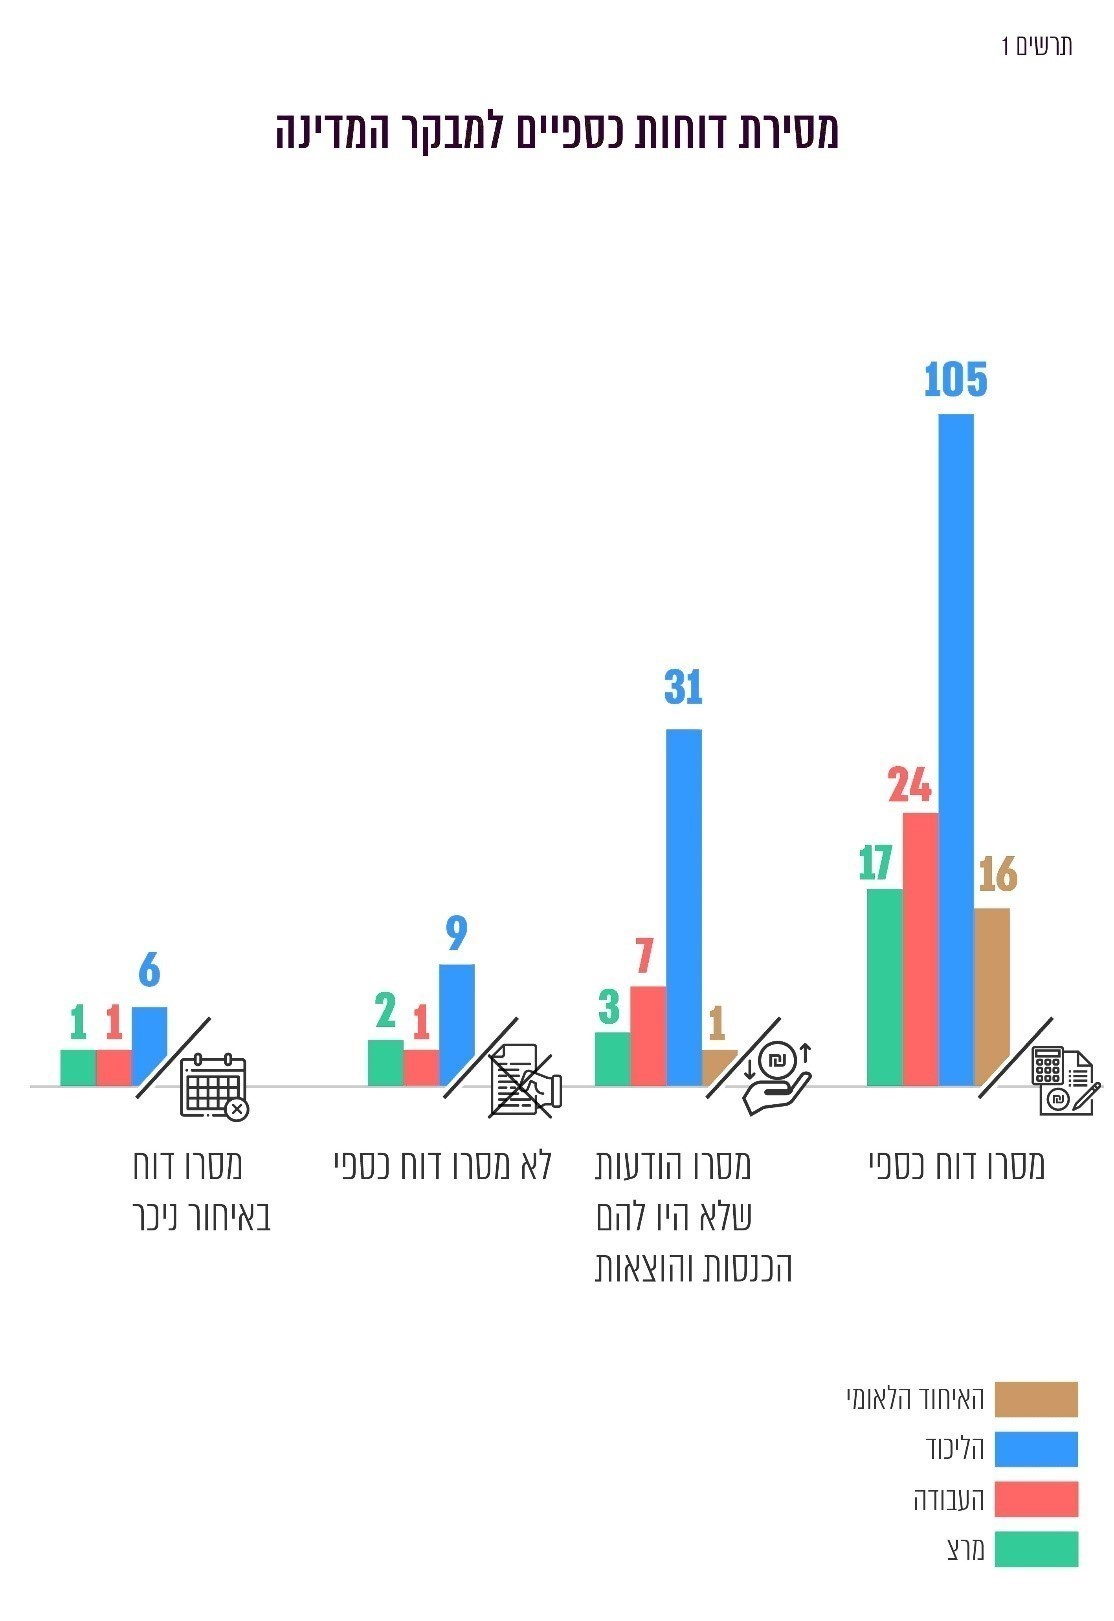 תרשים 1
מסירת דוחות כספיים למבקר המדינה
105
31
24
17
16
9
7
6
3
2
1
1
1
1
מסרו דוח כספי
מסרו הודעות
שלא היו להם
הכנסות והוצאות
לא מסרו דוח כספי
מסרו דוח
באיחור ניכר
האיחוד הלאומי
הליכוד
העבודה
מרצ